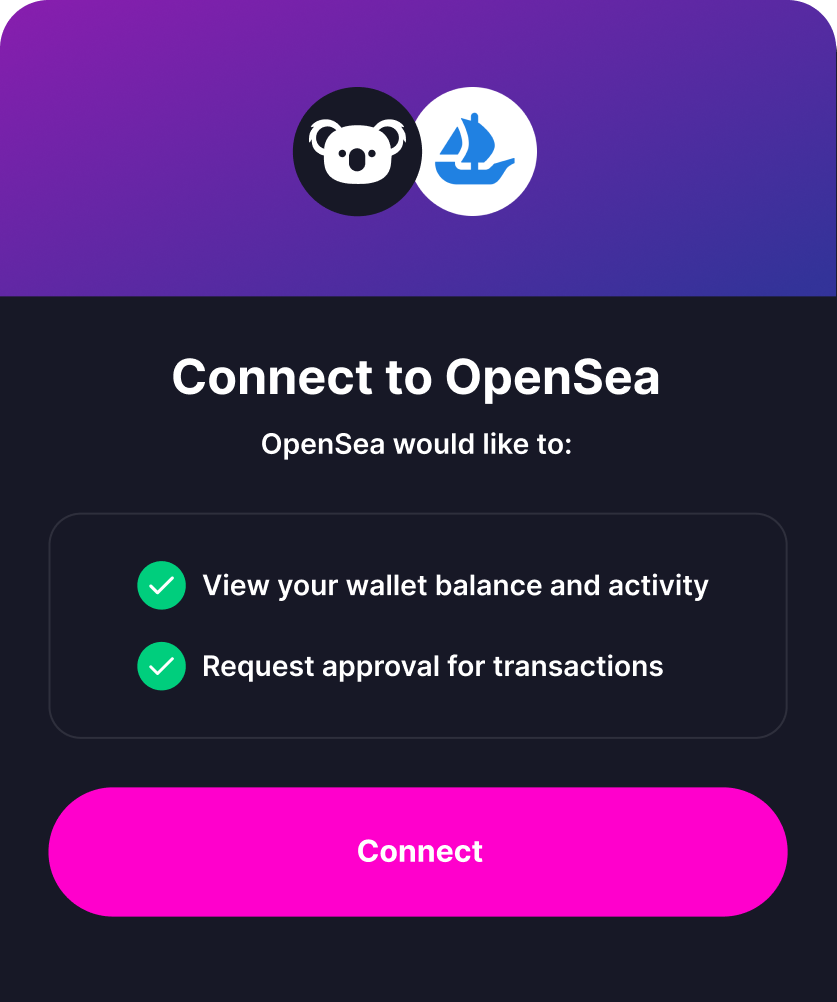 Connect to OpenSea
OpenSea would like to:
View your wallet balance and activity
Request approval for transactions
Connect